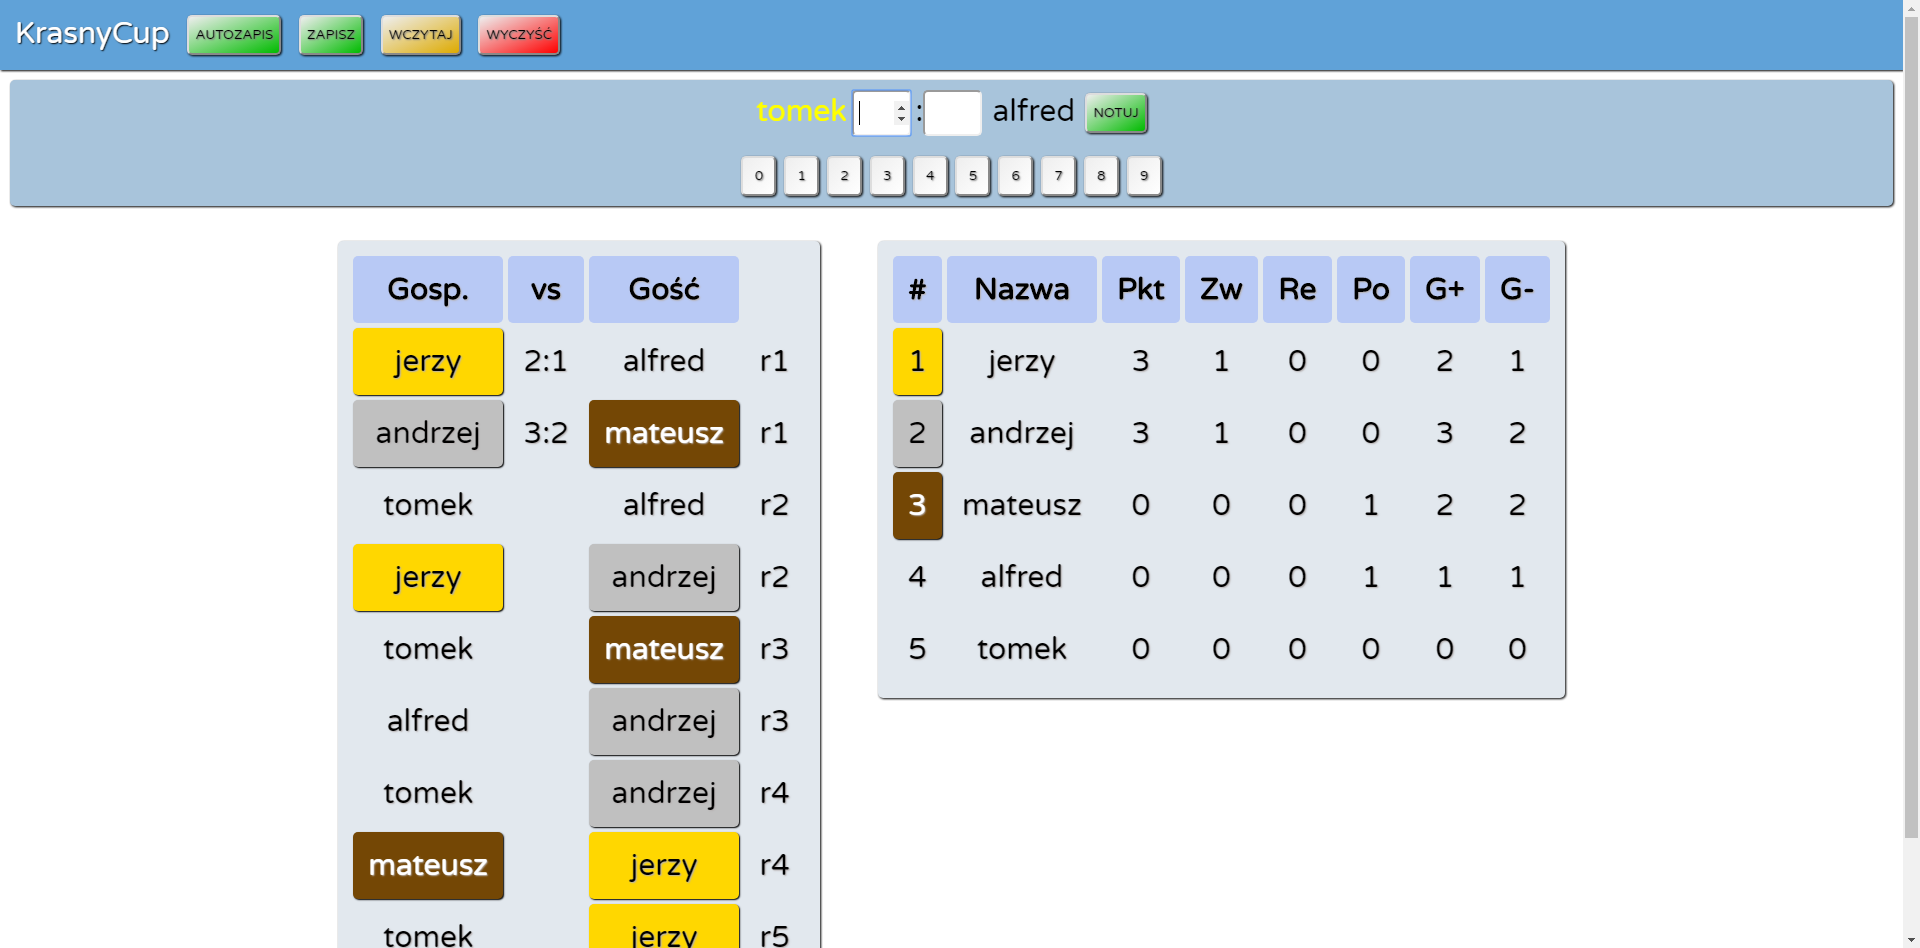 KrasnyCup AUTOZAPIS ZAPISZ WCZYTAJ WYCZYŚĆ
tomek : alfred NOTUJ
0 1 2 3 4 5 6 7 8 9
Gosp. vs Gość
jerzy 2:1 alfred r1
andrzej 3:2 mateusz r1
tomek alfred r2
jerzy andrzej r2
tomek mateusz r3
alfred andrzej r3
tomek andrzej r4
mateusz jerzy r4
tomek jerzy r5
# Nazwa Pkt Zw Re Po G+ G-
1 jerzy 3 1 0 0 2 1
2 andrzej 3 1 0 0 3 2
3 mateusz 0 0 0 1 2 2
4 alfred 0 0 0 1 1 1
5 tomek 0 0 0 0 0 0